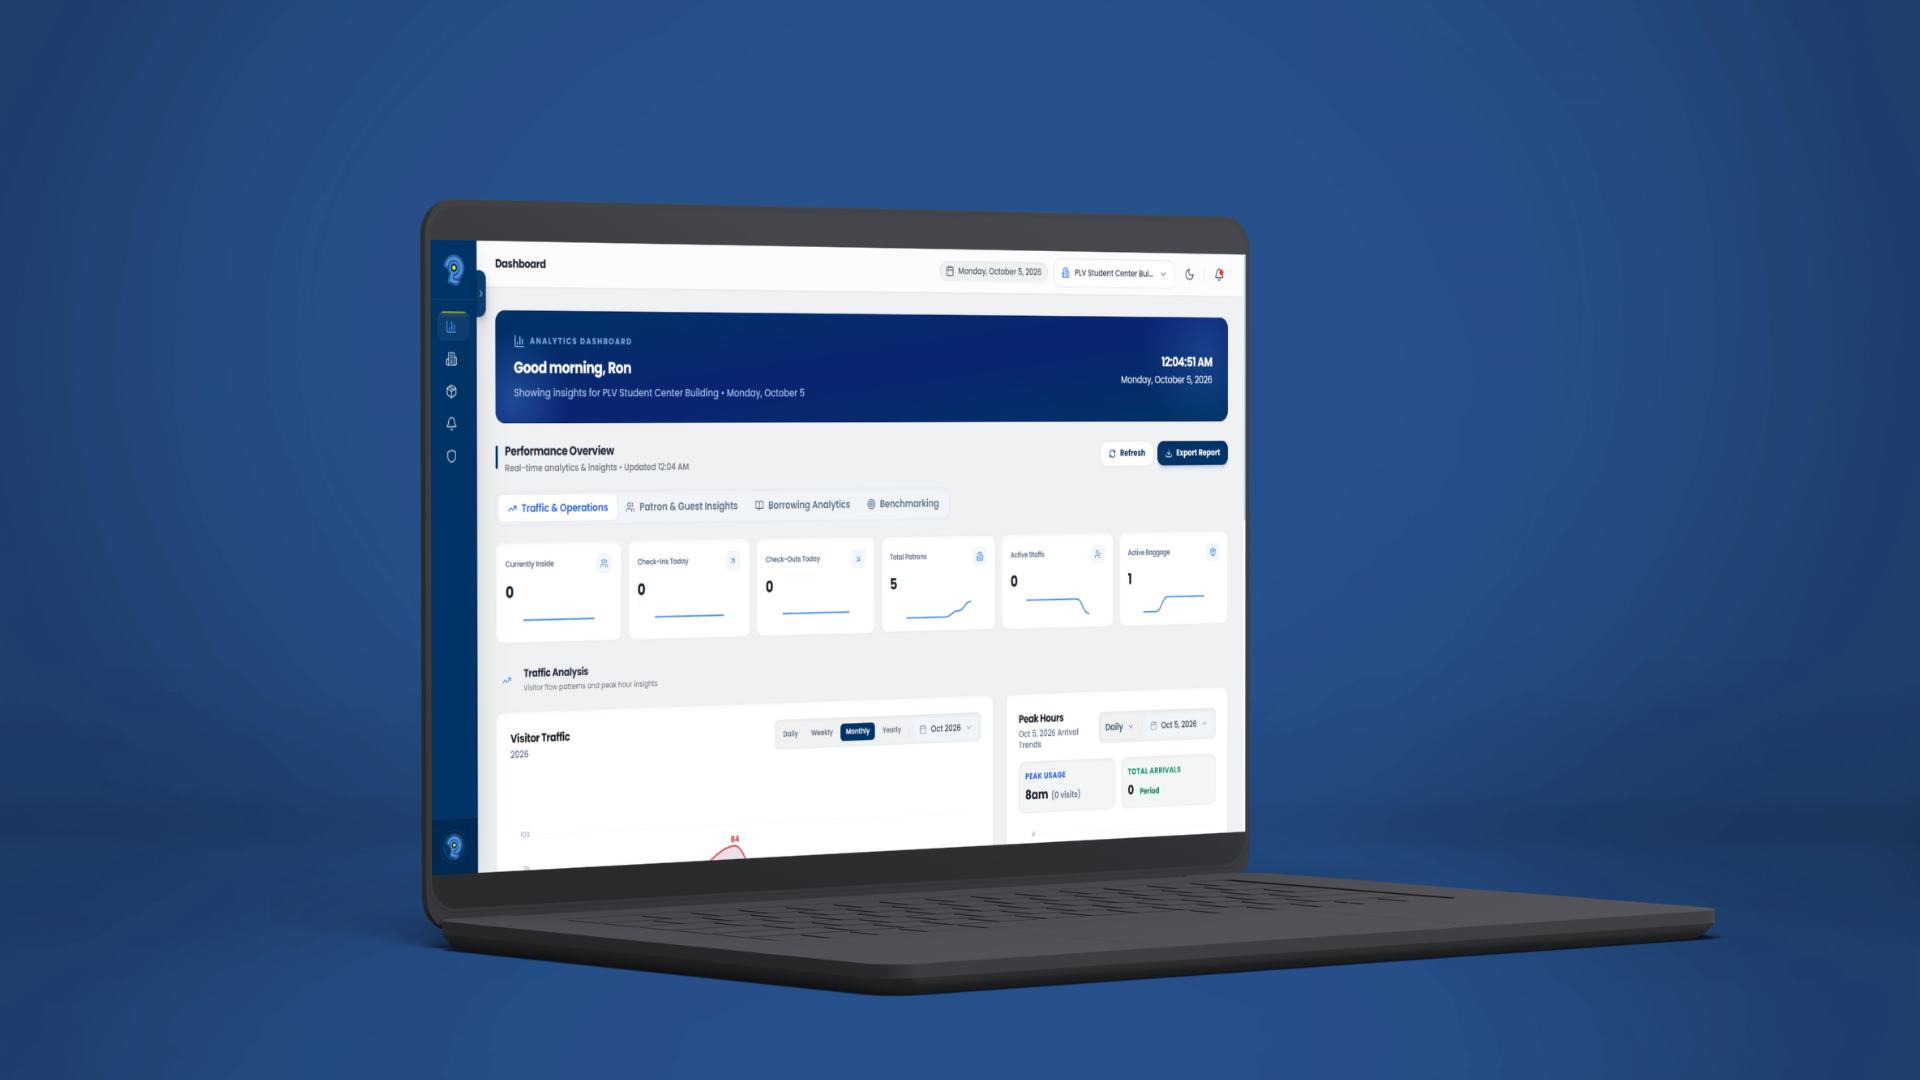 Dashboard
Monday, October 5, 2026
PLV Student Center Bui...
ANALYTICS DASHBOARD
Good morning, Ron
Showing insights for PLV Student Center Building • Monday, October 5
12:04:51 AM
Monday, October 5, 2026
Performance Overview
Real-time analytics & insights • Updated 12:04 AM
Refresh
Export Report
Traffic & Operations
Patron & Guest Insights
Borrowing Analytics
Benchmarking
Currently Inside
0
Check-Ins Today
0
Check-Outs Today
0
Total Patrons
5
Active Staffs
0
Active Baggage
1
Traffic Analysis
Visitor flow patterns and peak hour insights
Visitor Traffic
2026
Daily
Weekly
Monthly
Yearly
Oct 2026
84
Peak Hours
Oct 5, 2026 Arrival
Trends
Daily
Oct 5, 2026
PEAK USAGE
8am (0 visits)
TOTAL ARRIVALS
0 Period
4